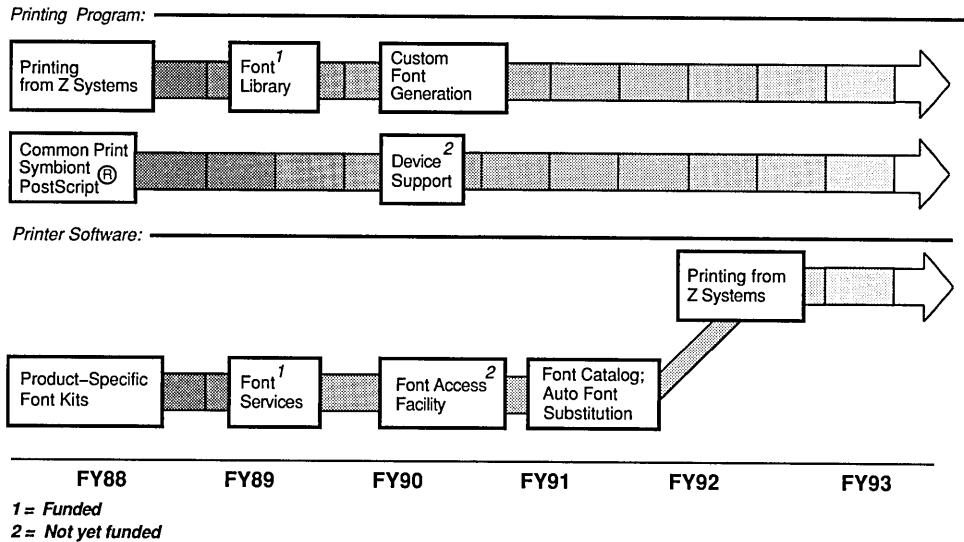 Printing Program:
Printing
from Z Systems
Font 1
Library
Custom
Font
Generation
Common Print
Symbiont
PostScript ®
Device 2
Support
Printer Software:
Printing from
Z Systems
Product–Specific
Font Kits
Font 1
Services
Font Access 2
Facility
Font Catalog;
Auto Font
Substitution
FY88 FY89 FY90 FY91 FY92 FY93
1 = Funded
2 = Not yet funded